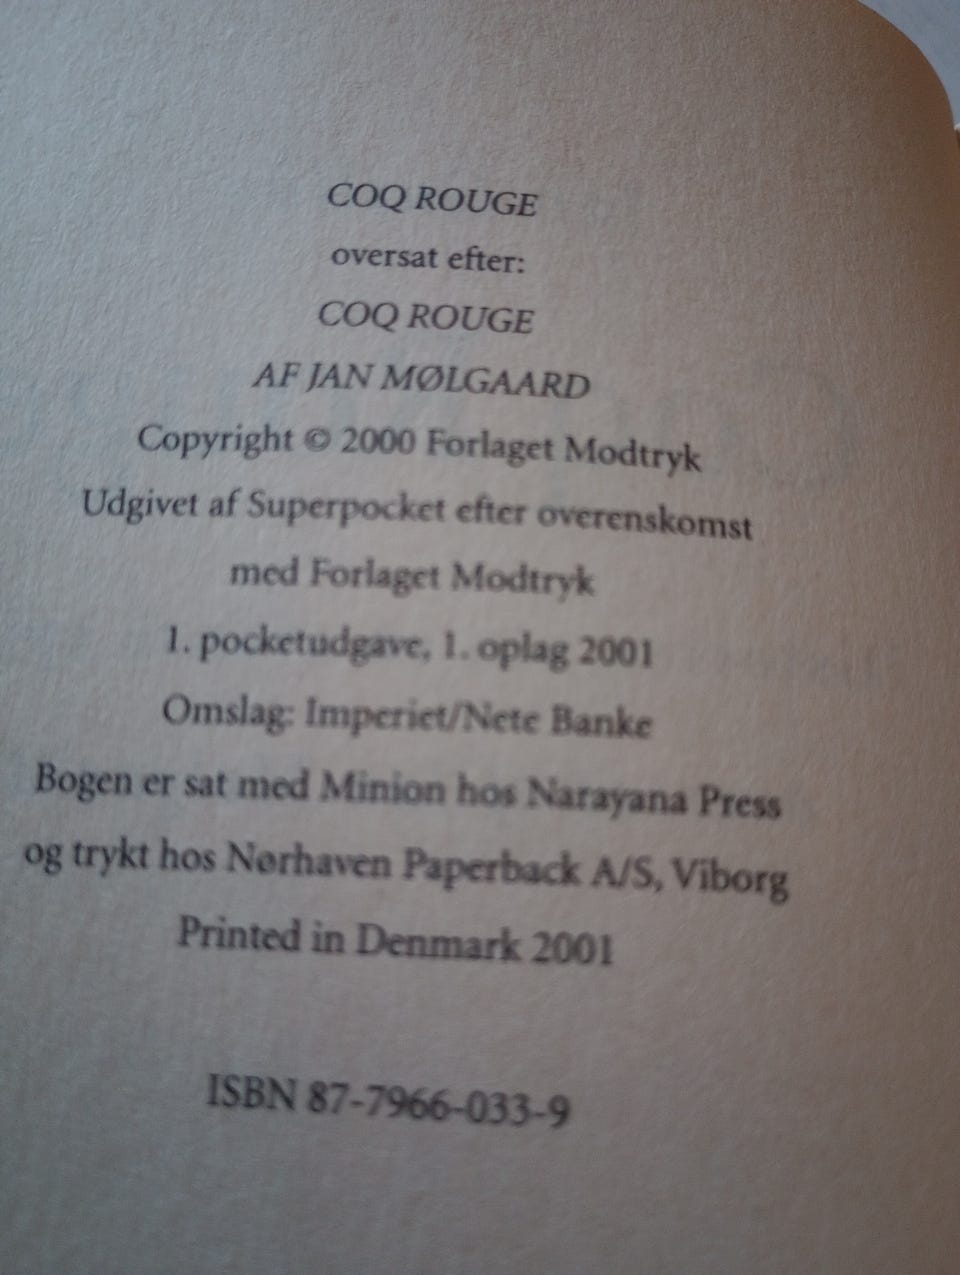 COQ ROUGE
oversat efter:
COQ ROUGE
AF JAN MØLGAARD
Copyright © 2000 Forlaget Modtryk
Udgivet af Superpocket efter overenskomst
med Forlaget Modtryk
1. pocketudgave, 1. oplag 2001
Omslag: Imperiet/Nete Banke
Bogen er sat med Minion hos Narayana Press
og trykt hos Nørhaven Paperback A/S, Viborg
Printed in Denmark 2001
ISBN 87-7966-033-9